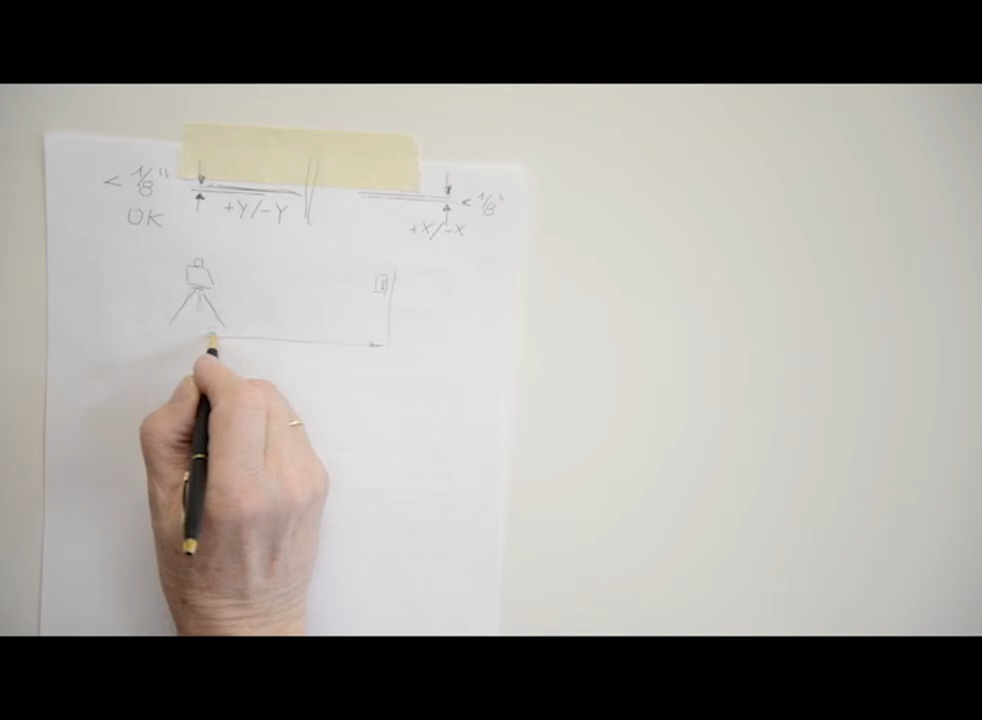 < 1/8" +Y/-Y < 1/8"
OK +X/-X